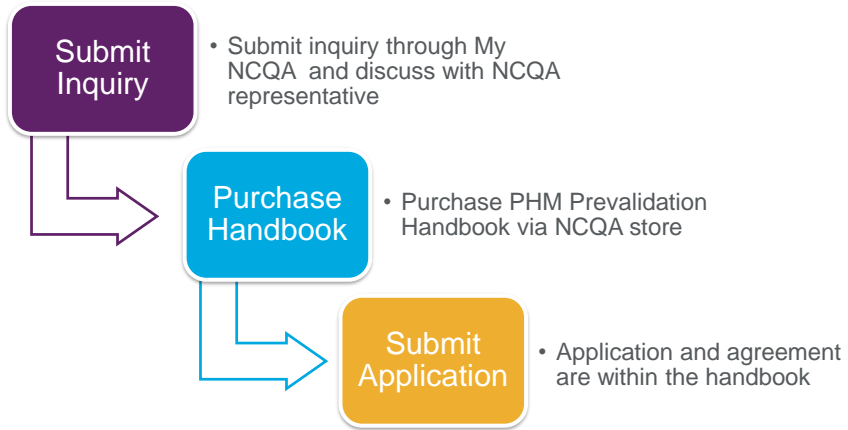 Submit
Inquiry
• Submit inquiry through My
NCQA and discuss with NCQA
representative
Purchase
Handbook
• Purchase PHM Prevalidation
Handbook via NCQA store
Submit
Application
• Application and agreement
are within the handbook